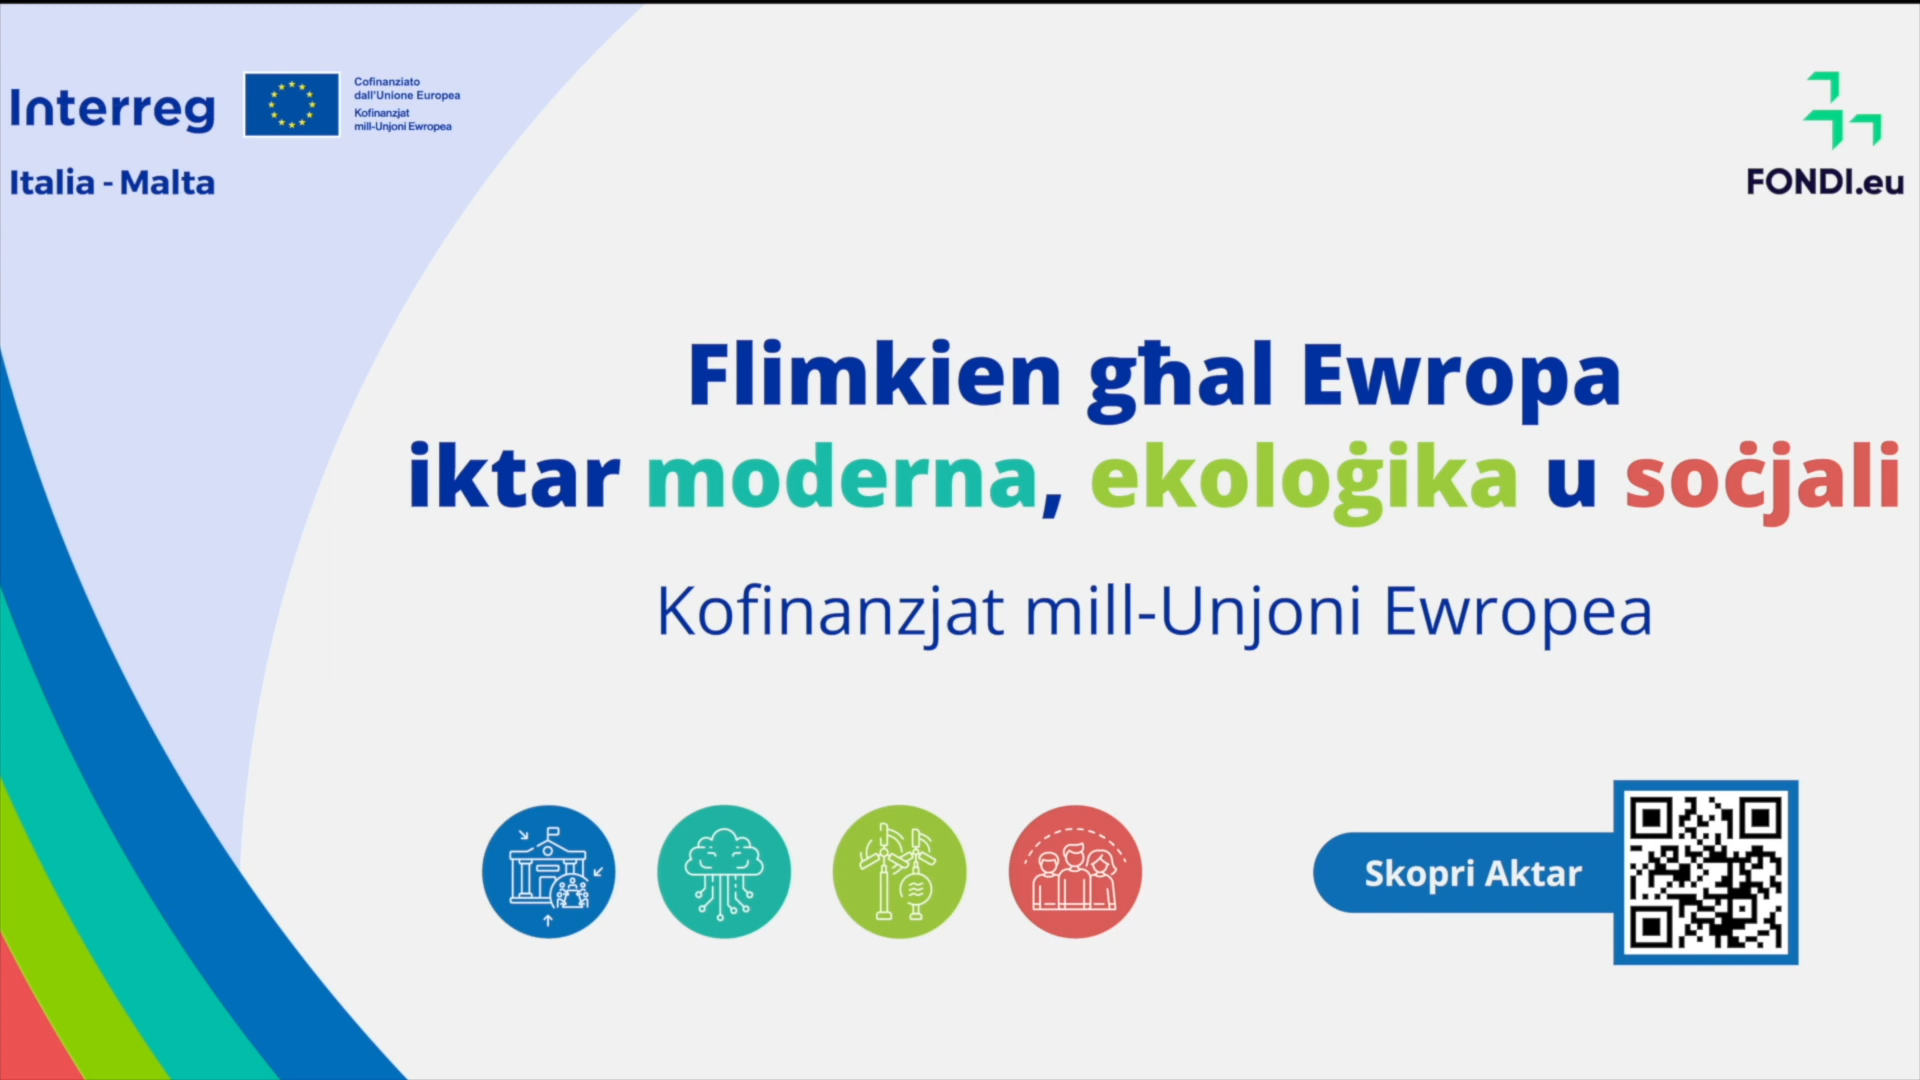 Interreg
Italia - Malta
Cofinanziato
dall'Unione Europea
Kofinanzjat
mill-Unjoni Ewropea
FONDI.eu
Flimkien għal Ewropa
iktar moderna, ekoloġika u soċjali
Kofinanzjat mill-Unjoni Ewropea
Skopri Aktar